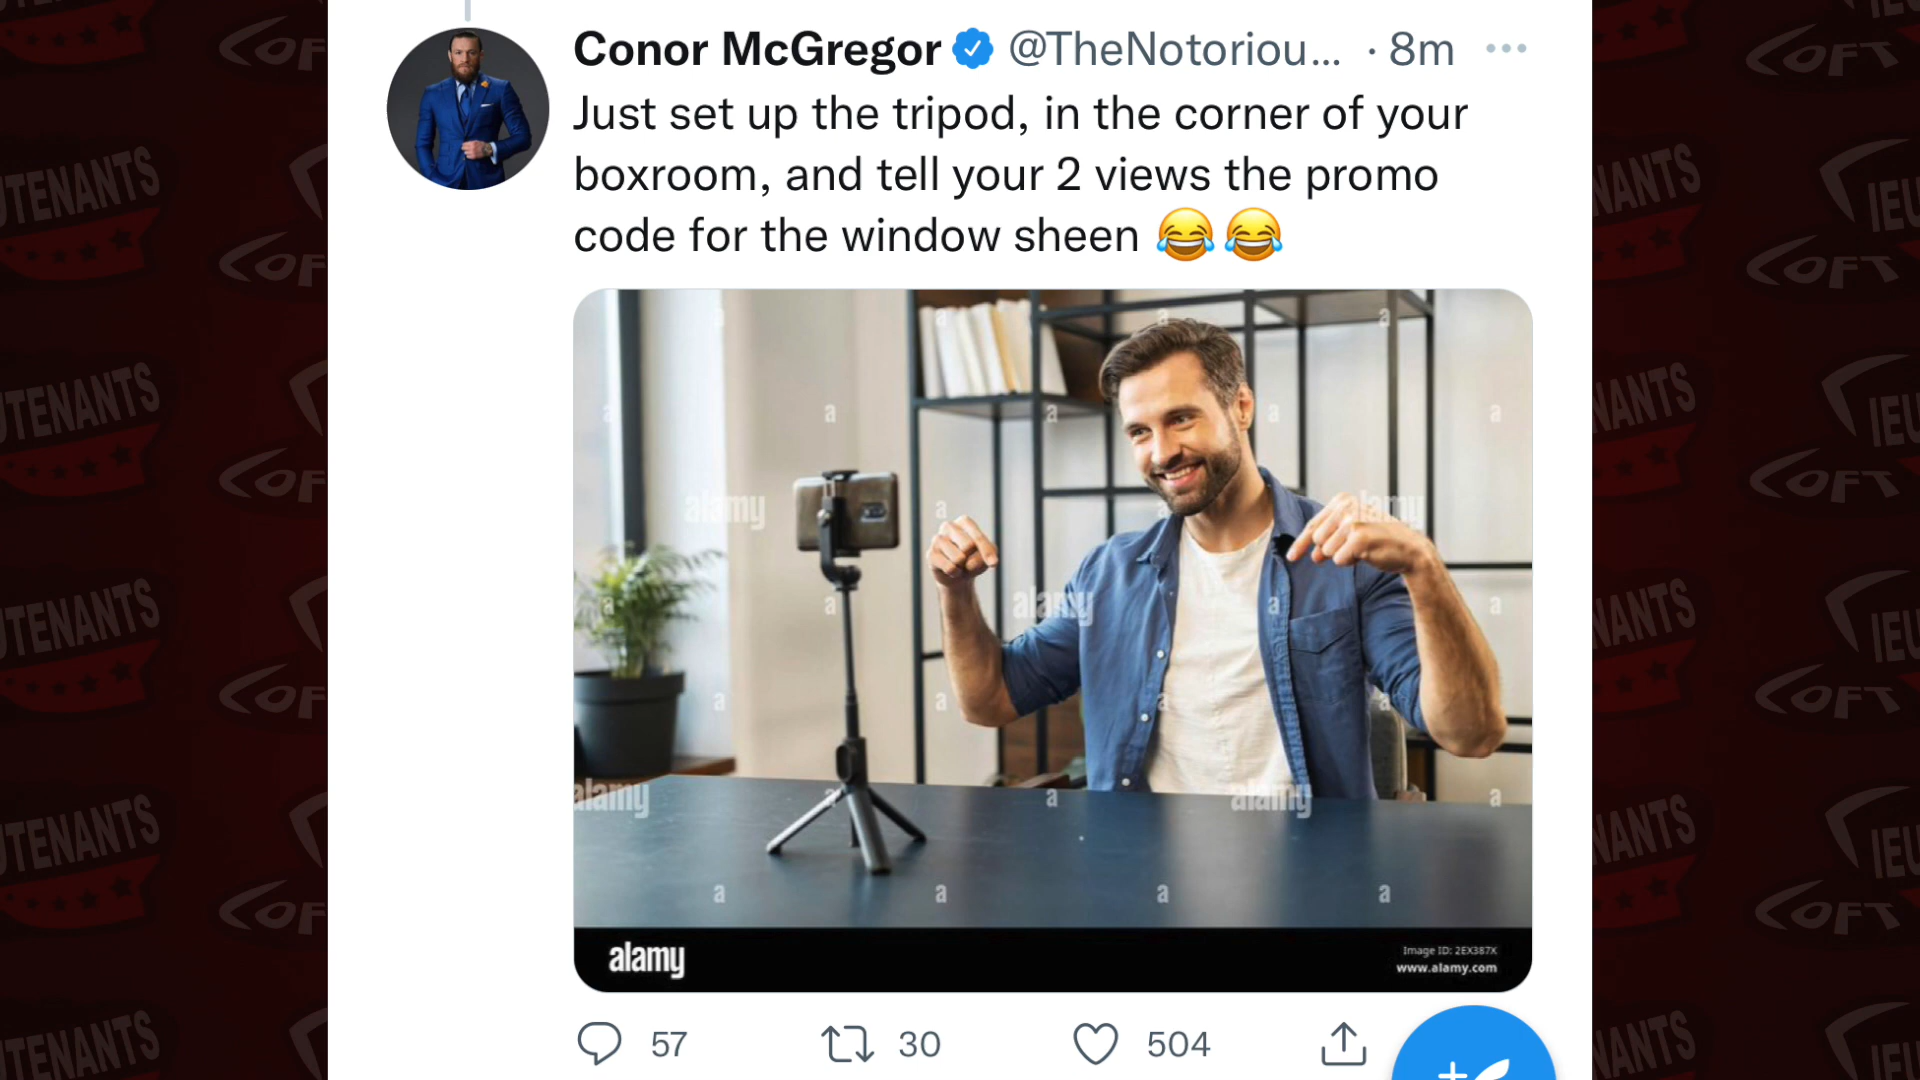 Conor McGregor @TheNotoriou... · 8m
Just set up the tripod, in the corner of your
boxroom, and tell your 2 views the promo
code for the window sheen 😂😂
alamy
alamy
alamy
alamy
alamy
alamy
Image ID: 2EX387X
www.alamy.com
57 30 504